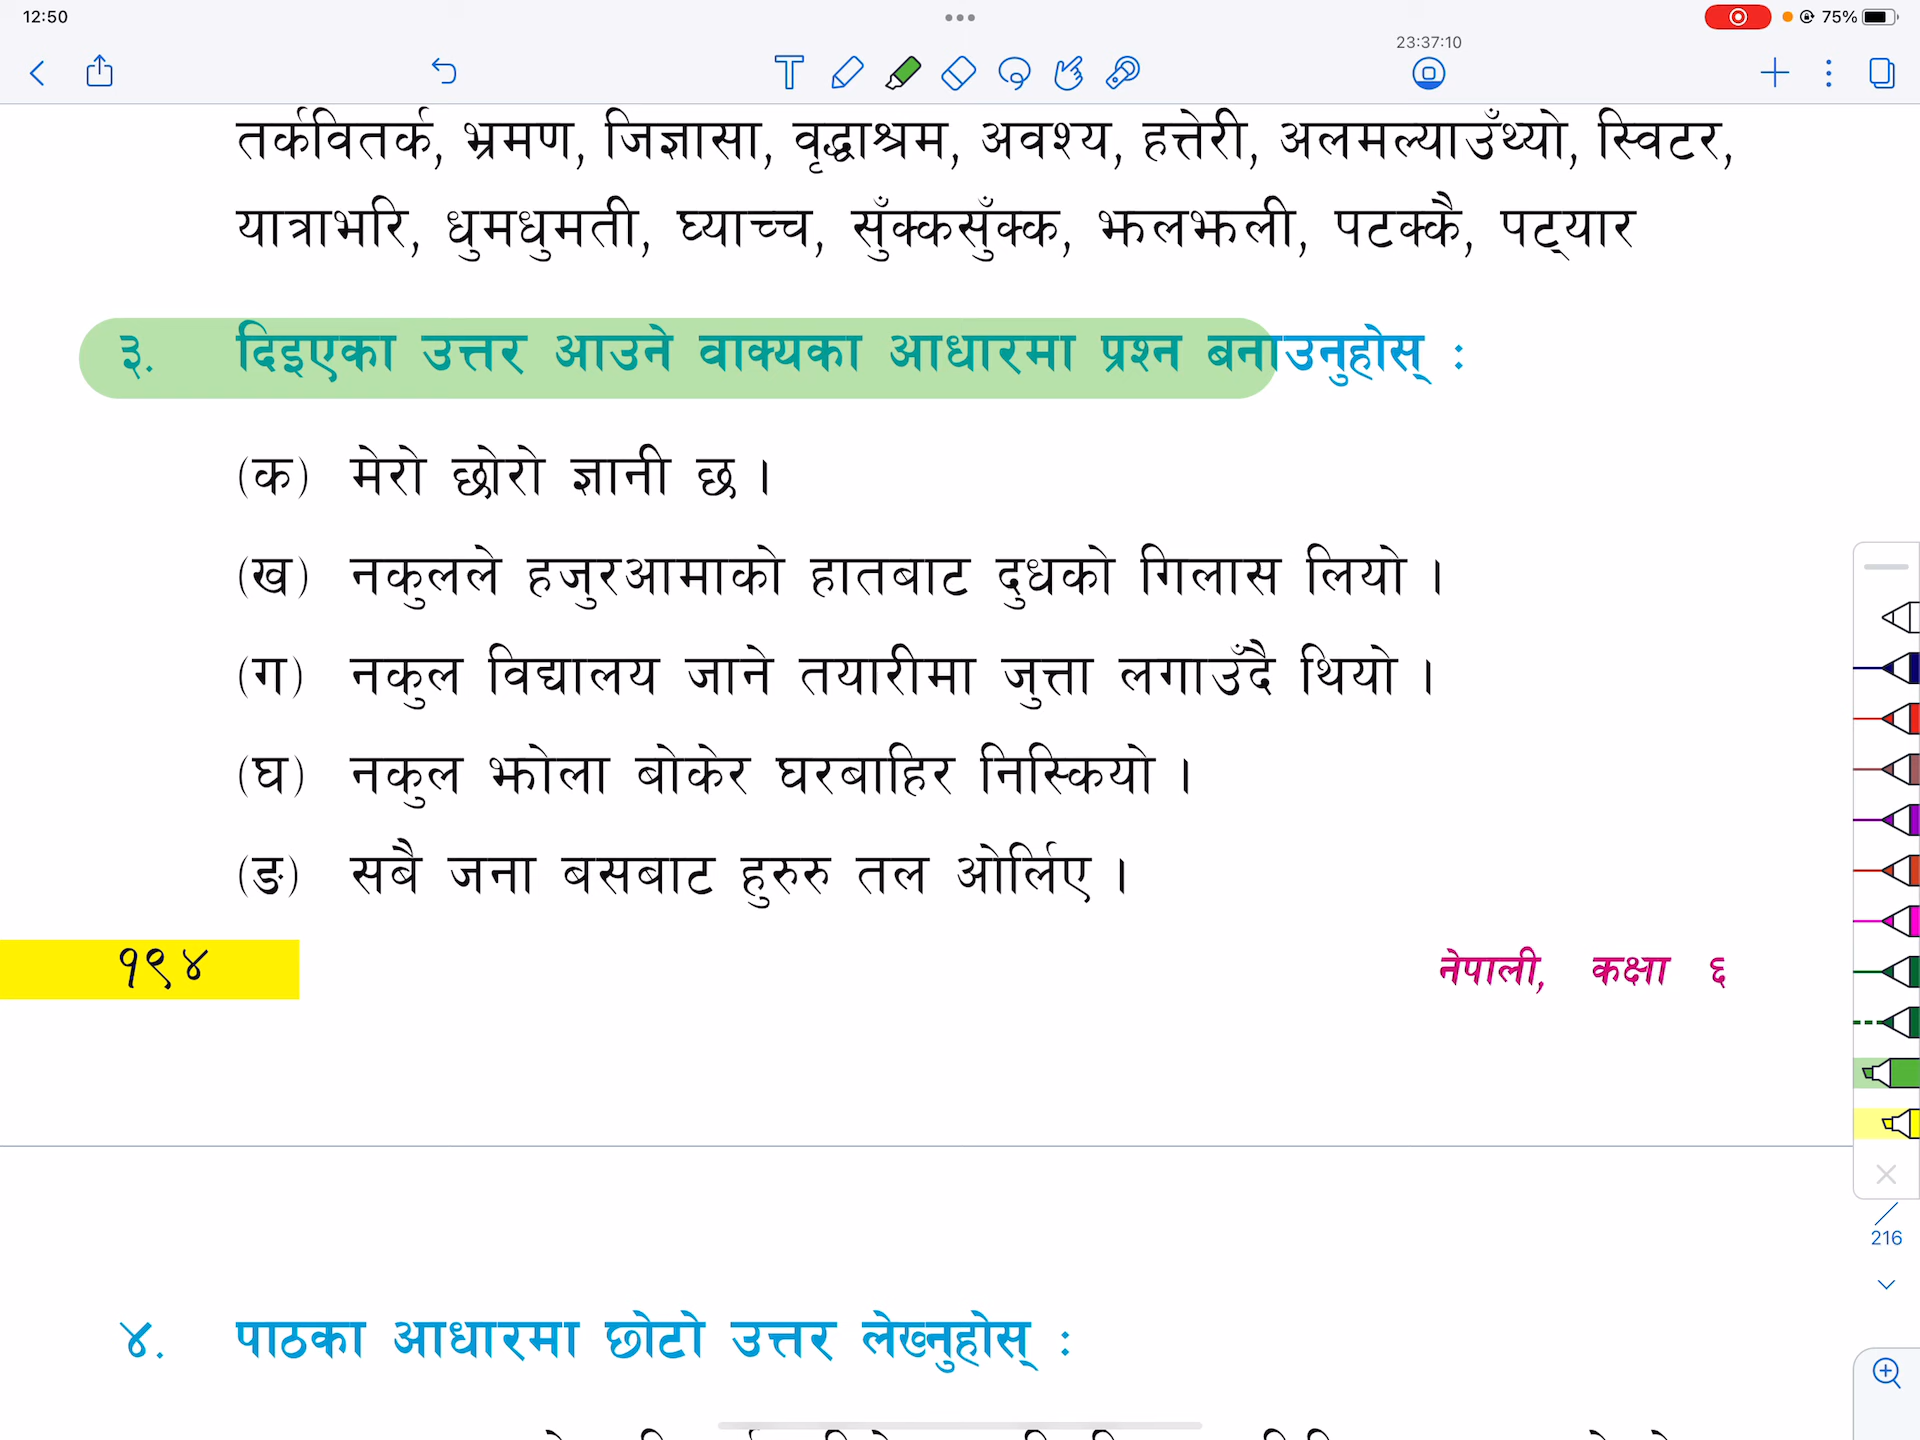 12:50
75%
23:37:10
तर्कवितर्क, भ्रमण, जिज्ञासा, वृद्धाश्रम, अवश्य, हत्तेरी, अलमल्याउँथ्यो, स्विटर,
यात्राभरि, धुमधुमती, घ्याच्च, सुँक्कसुँक्क, झलझली, पटक्कै, पट्यार
३. दिइएका उत्तर आउने वाक्यका आधारमा प्रश्न बनाउनुहोस् :
(क) मेरो छोरो ज्ञानी छ ।
(ख) नकुलले हजुरआमाको हातबाट दुधको गिलास लियो ।
(ग) नकुल विद्यालय जाने तयारीमा जुत्ता लगाउँदै थियो ।
(घ) नकुल झोला बोकेर घरबाहिर निस्कियो ।
(ङ) सबै जना बसबाट हुरुरु तल ओर्लिए ।
१९४ नेपाली, कक्षा ६
216
४. पाठका आधारमा छोटो उत्तर लेख्नुहोस् :